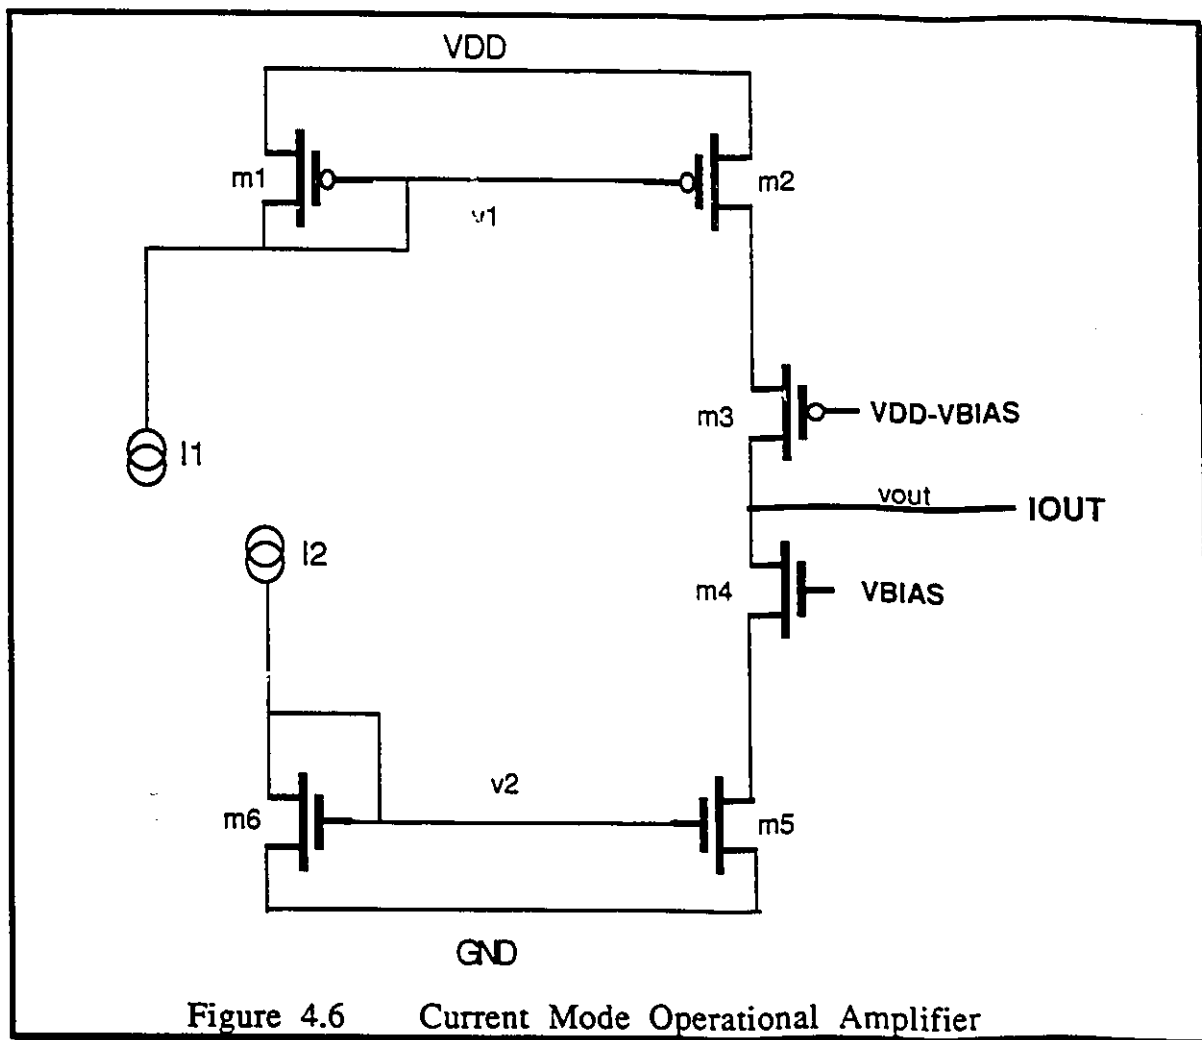 VDD
m1
m2
v1
m3
VDD-VBIAS
I1
vout
IOUT
I2
m4
VBIAS
v2
m6
m5
GND
Figure 4.6 Current Mode Operational Amplifier